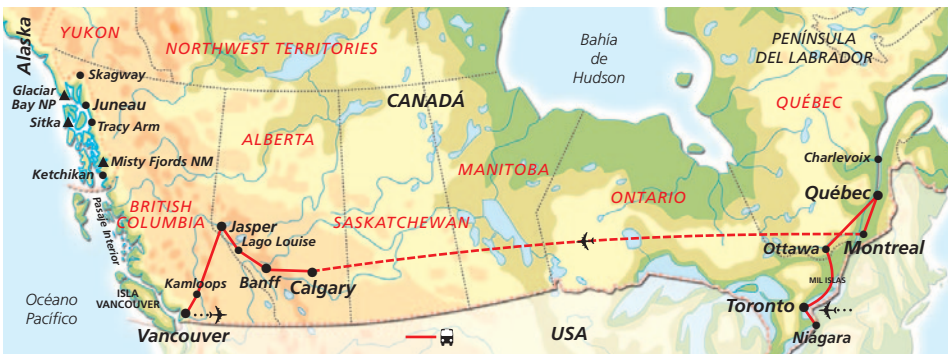 YUKON
NORTHWEST TERRITORIES
Alaska
Bahía
de
Hudson
PENÍNSULA
DEL LABRADOR
Skagway
Glaciar
Bay NP
Juneau
Sitka
Tracy Arm
CANADÁ
QUÉBEC
ALBERTA
Misty Fjords NM
Ketchikan
MANITOBA
Charlevoix
ONTARIO
Québec
Pasaje Interior
BRITISH
COLUMBIA
Jasper
Lago Louise
SASKATCHEWAN
Ottawa
Montreal
Kamloops
Banff
Calgary
MIL ISLAS
ISLA
VANCOUVER
Océano
Pacífico
Vancouver
Toronto
USA
Niágara